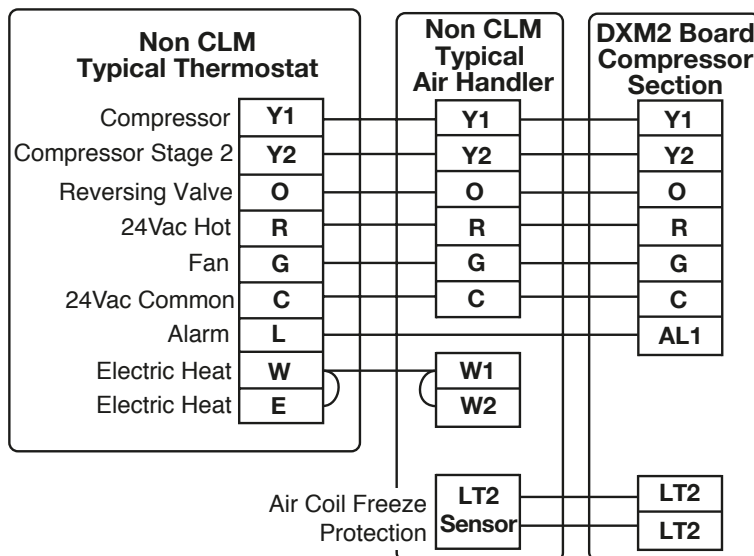 Non CLM
Typical Thermostat
Non CLM
Typical
Air Handler
DXM2 Board
Compressor
Section
Compressor Y1 Y1 Y1
Compressor Stage 2 Y2 Y2 Y2
Reversing Valve O O O
24Vac Hot R R R
Fan G G G
24Vac Common C C C
Alarm L AL1
Electric Heat W W1
Electric Heat E W2
Air Coil Freeze
Protection
LT2
Sensor
LT2
LT2